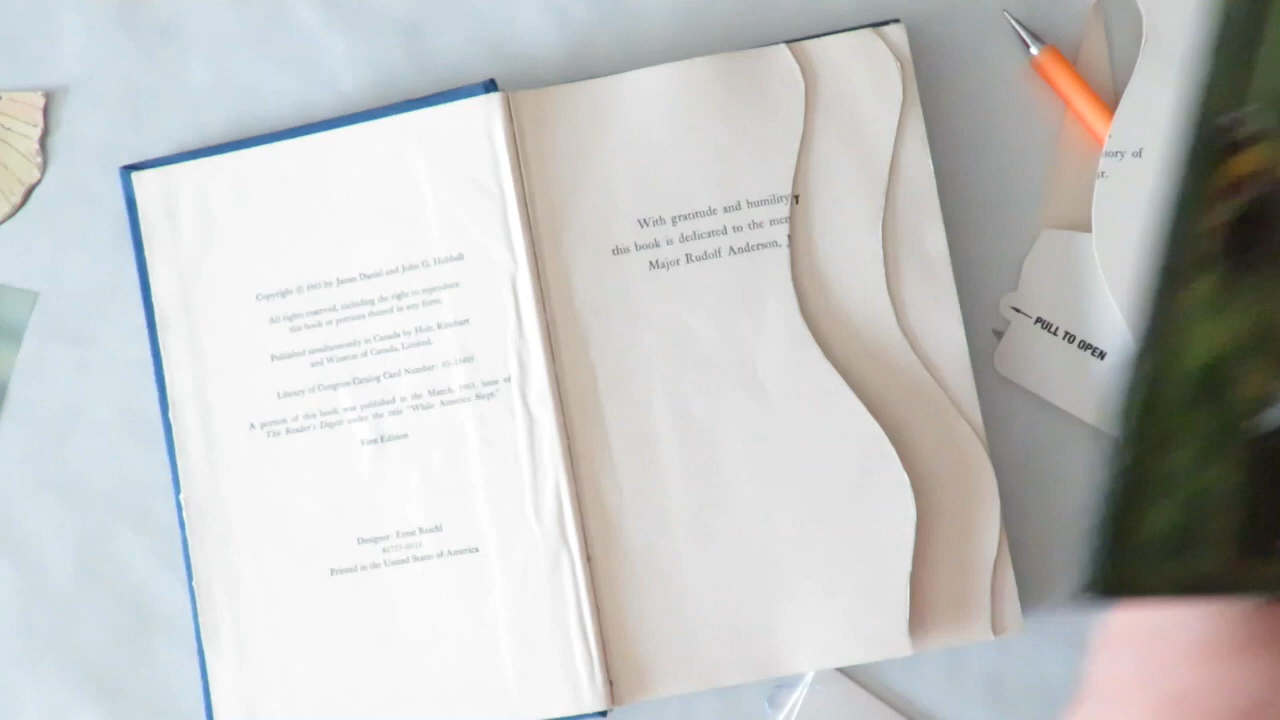 Copyright © 1963 by James Daniel and John G. Hubbell
All rights reserved, including the right to reproduce
this book or portions thereof in any form.
Published simultaneously in Canada by Holt, Rinehart
and Winston of Canada, Limited.
Library of Congress Catalog Card Number:
A portion of this book was published in the March, 1963, issue of
The Reader's Digest under the title "While America Slept."
First Edition
Designer: Ernst Reichl
Printed in the United States of America
With gratitude and humility T
this book is dedicated to the mem
Major Rudolf Anderson, J
ory of
r.
PULL TO OPEN